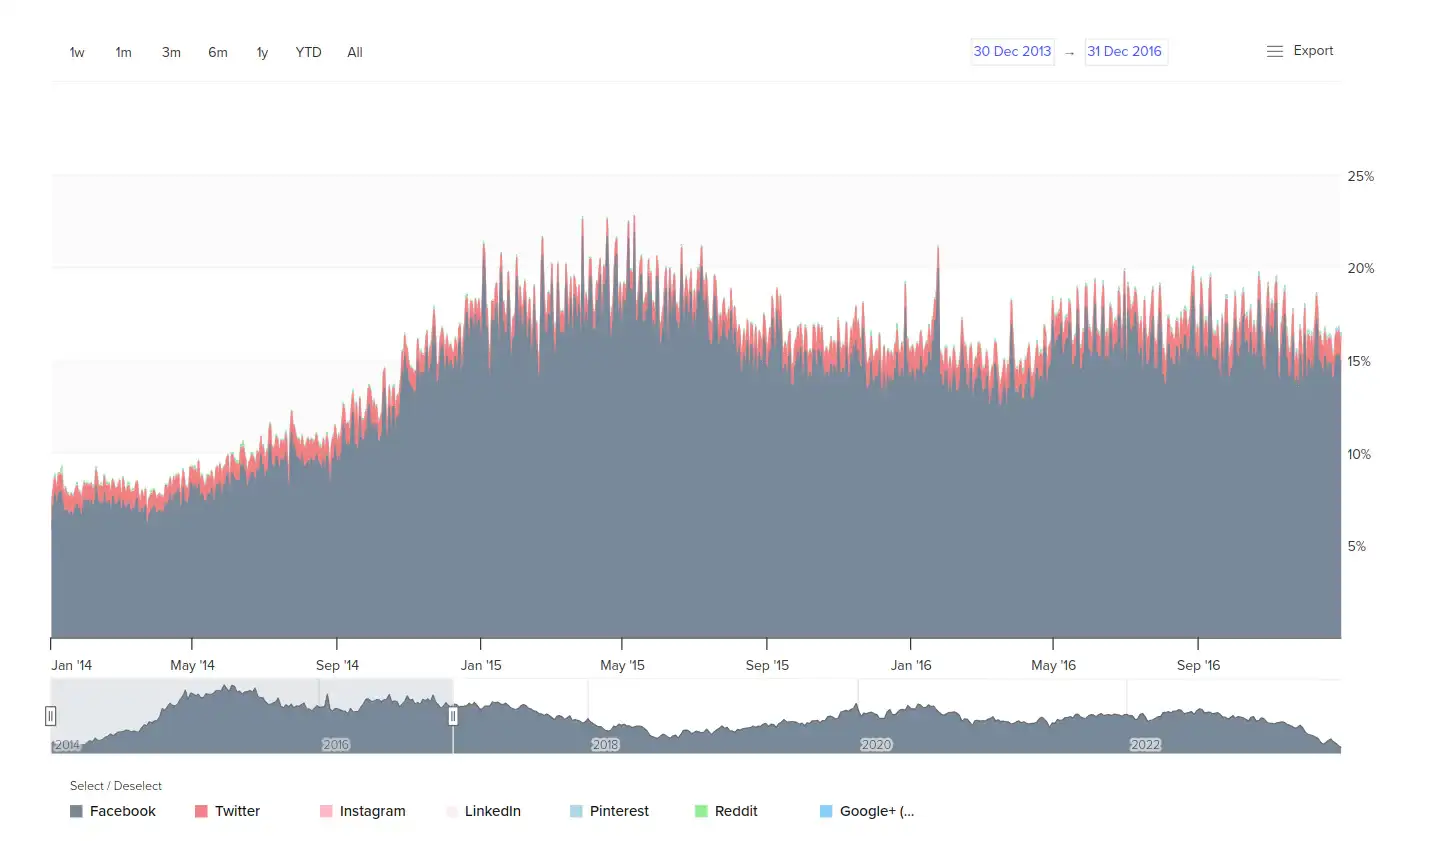 1w 1m 3m 6m 1y YTD All 30 Dec 2013 → 31 Dec 2016 Export
25%
20%
15%
10%
5%
Jan '14 May '14 Sep '14 Jan '15 May '15 Sep '15 Jan '16 May '16 Sep '16
2014 2016 2018 2020 2022
Select / Deselect
Facebook Twitter Instagram LinkedIn Pinterest Reddit Google+ (...